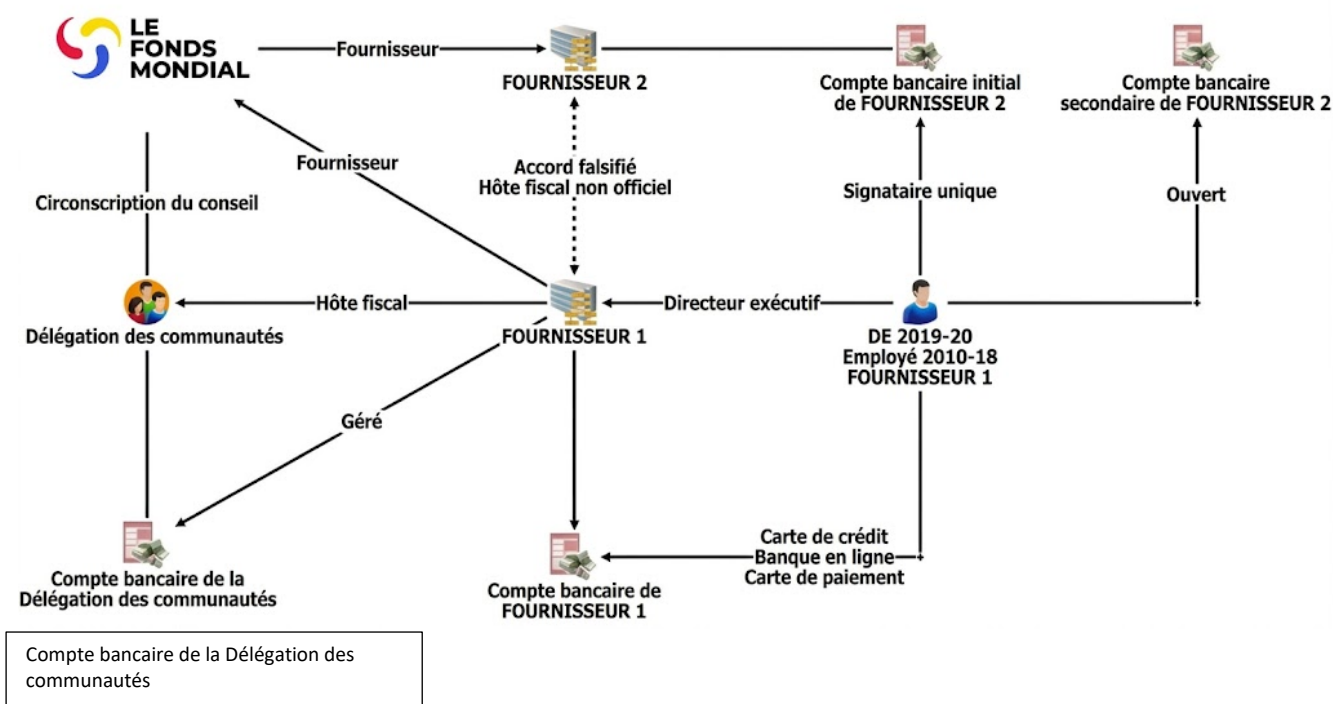 LE
FONDS
MONDIAL
Fournisseur
FOURNISSEUR 2
Compte bancaire initial
de FOURNISSEUR 2
Compte bancaire
secondaire de FOURNISSEUR 2
Fournisseur
Accord falsifié
Hôte fiscal non officiel
Circonscription du conseil
Signataire unique
Ouvert
Hôte fiscal
Directeur exécutif
Délégation des communautés
FOURNISSEUR 1
DE 2019-20
Employé 2010-18
FOURNISSEUR 1
Géré
Carte de crédit
Banque en ligne
Carte de paiement
Compte bancaire de la
Délégation des communautés
Compte bancaire de
FOURNISSEUR 1
Compte bancaire de la Délégation des
communautés